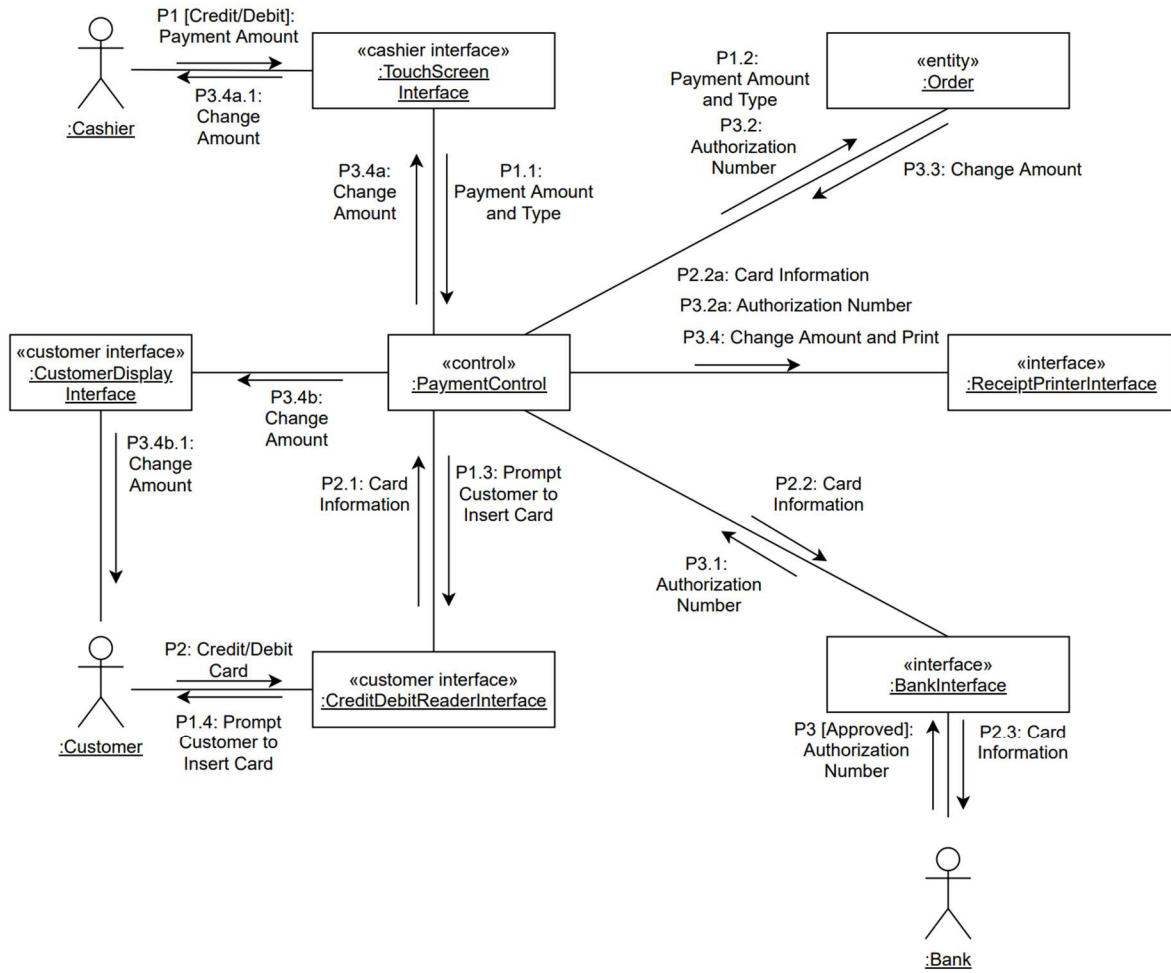 P1 [Credit/Debit]:
Payment Amount
«cashier interface»
:TouchScreen
Interface
P3.4a.1:
Change
Amount
:Cashier
P1.2:
Payment Amount
and Type
P3.2:
Authorization
Number
«entity»
:Order
P3.3: Change Amount
P3.4a:
Change
Amount
P1.1:
Payment Amount
and Type
P2.2a: Card Information
P3.2a: Authorization Number
P3.4: Change Amount and Print
«customer interface»
:CustomerDisplay
Interface
«control»
:PaymentControl
«interface»
:ReceiptPrinterInterface
P3.4b:
Change
Amount
P3.4b.1:
Change
Amount
P2.1: Card
Information
P1.3: Prompt
Customer to
Insert Card
P2.2: Card
Information
P3.1:
Authorization
Number
P2: Credit/Debit
Card
«customer interface»
:CreditDebitReaderInterface
P1.4: Prompt
Customer to
Insert Card
:Customer
«interface»
:BankInterface
P3 [Approved]:
Authorization
Number
P2.3: Card
Information
:Bank